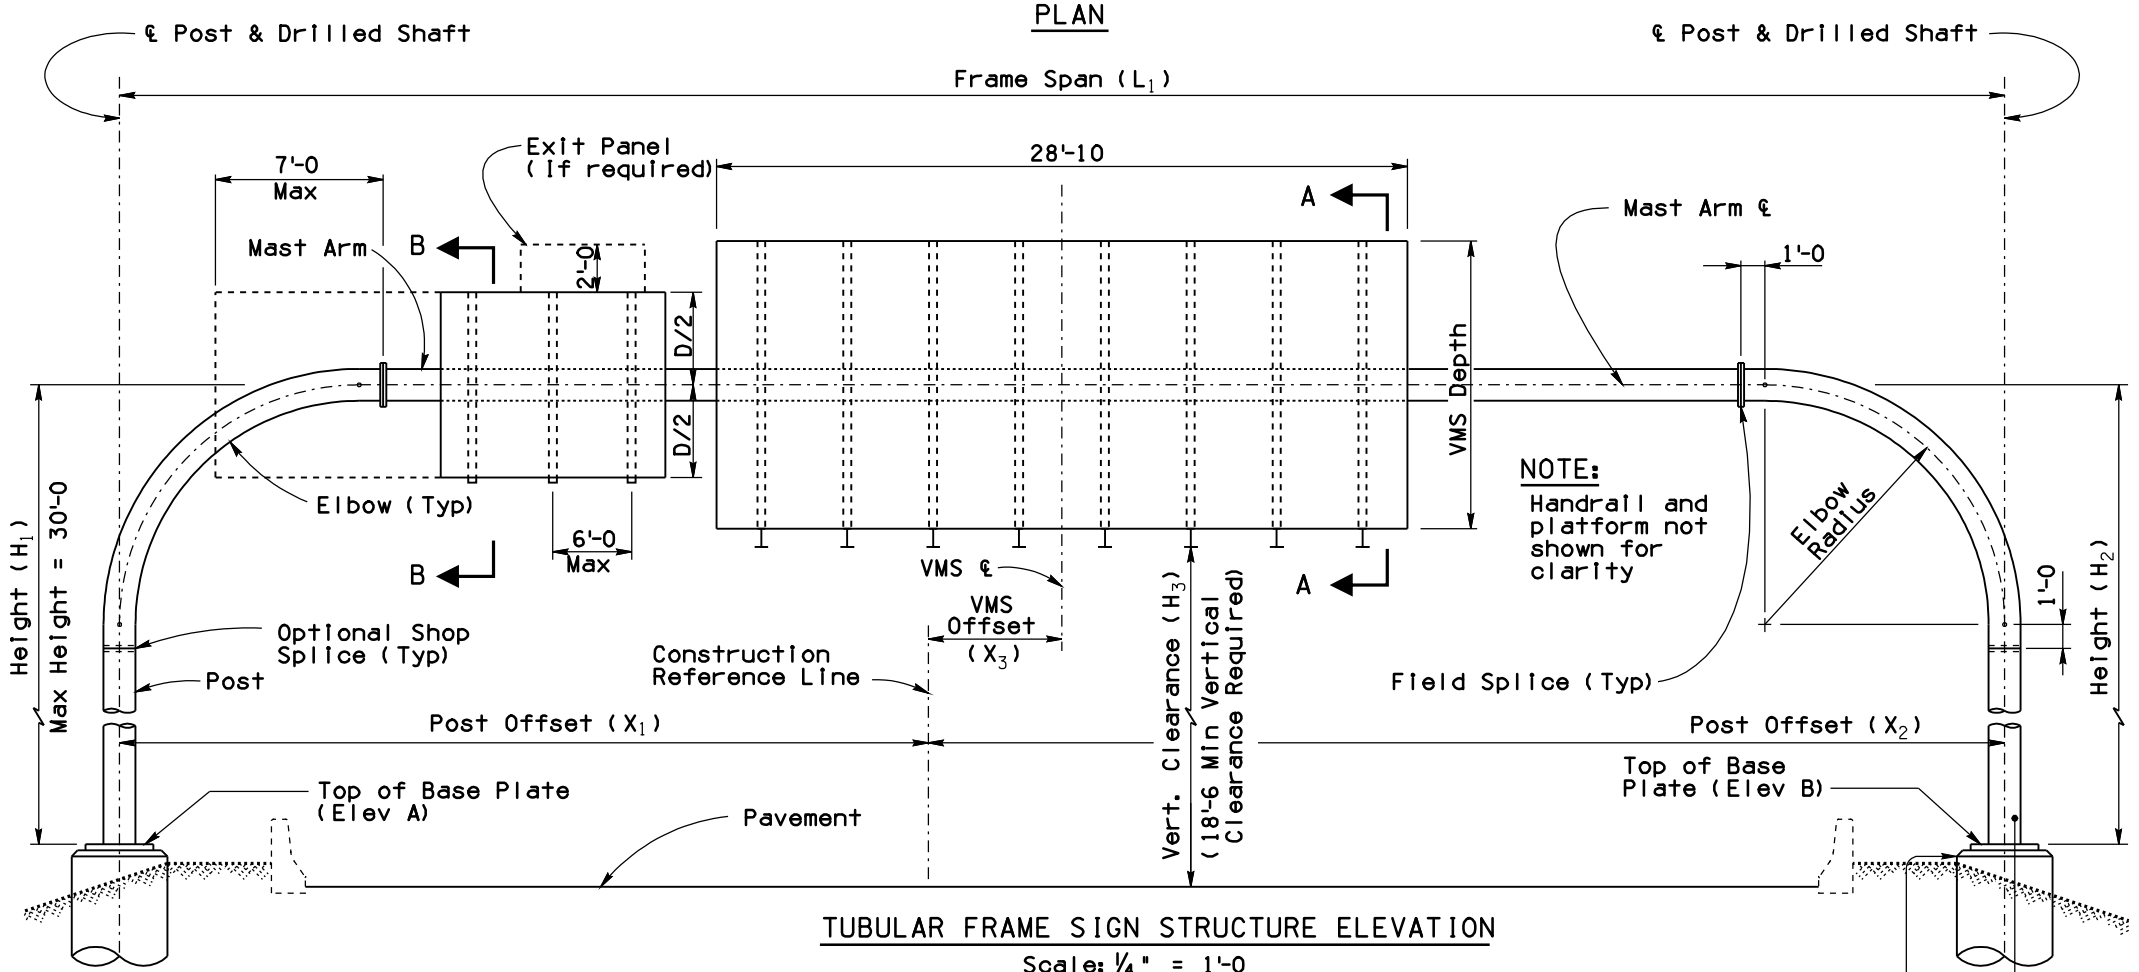 PLAN
℄ Post & Drilled Shaft
℄ Post & Drilled Shaft
Frame Span (L₁)
Exit Panel
(If required)
7'-0
Max
28'-10
A
Mast Arm ℄
Mast Arm
B
2'-0
1'-0
D/2
D/2
VMS Depth
NOTE:
Handrail and
platform not
shown for
clarity
Elbow
Radius
Elbow (Typ)
6'-0
Max
B
VMS ℄
A
VMS
Offset
(X₃)
Height (H₁)
Max Height = 30'-0
Optional Shop
Splice (Typ)
Post
Construction
Reference Line
Vert. Clearance (H₃)
(18'-6 Min Vertical
Clearance Required)
Field Splice (Typ)
1'-0
Height (H₂)
Post Offset (X₁)
Post Offset (X₂)
Top of Base Plate
(Elev A)
Pavement
Top of Base
Plate (Elev B)
TUBULAR FRAME SIGN STRUCTURE ELEVATION
Scale: ¼" = 1'-0